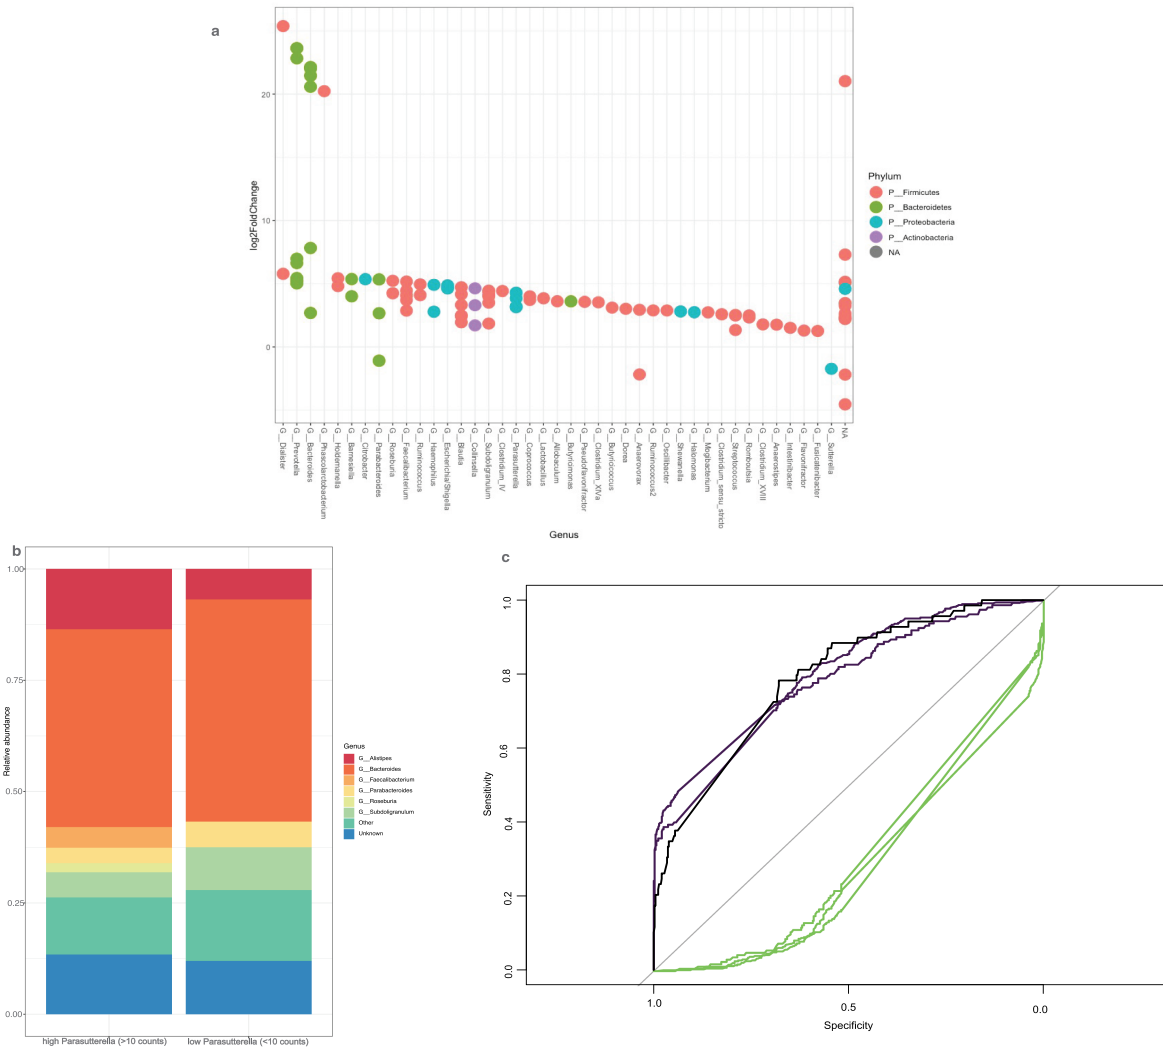 a
20
10
0
log2FoldChange
G__Dialister
G__Prevotella
G__Bacteroides
G__Phascolarctobacterium
G__Holdemanella
G__Barnesiella
G__Citrobacter
G__Parabacteroides
G__Roseburia
G__Faecalibacterium
G__Ruminococcus
G__Haemophilus
G__Escherichia/Shigella
G__Blautia
G__Collinsella
G__Subdoligranulum
G__Clostridium_IV
G__Parasutterella
G__Coprococcus
G__Lactobacillus
G__Allobaculum
G__Butyricimonas
G__Pseudoflavonifractor
G__Clostridium_XIVa
G__Butyricicoccus
G__Dorea
G__Anaerovorax
G__Ruminococcus2
G__Oscillibacter
G__Shewanella
G__Halomonas
G__Mogibacterium
G__Clostridium_sensu_stricto
G__Streptococcus
G__Romboutsia
G__Clostridium_XVIII
G__Anaerostipes
G__Intestinibacter
G__Flavonifractor
G__Fusicatenibacter
G__Sutterella
NA
Genus
Phylum
P__Firmicutes
P__Bacteroidetes
P__Proteobacteria
P__Actinobacteria
NA
b
1.00
0.75
0.50
0.25
0.00
Relative abundance
high Parasutterella (>10 counts)
low Parasutterella (<10 counts)
Genus
G__Alistipes
G__Bacteroides
G__Faecalibacterium
G__Parabacteroides
G__Roseburia
G__Subdoligranulum
Other
Unknown
c
1.0
0.8
0.6
0.4
0.2
0.0
Sensitivity
1.0
0.5
0.0
Specificity